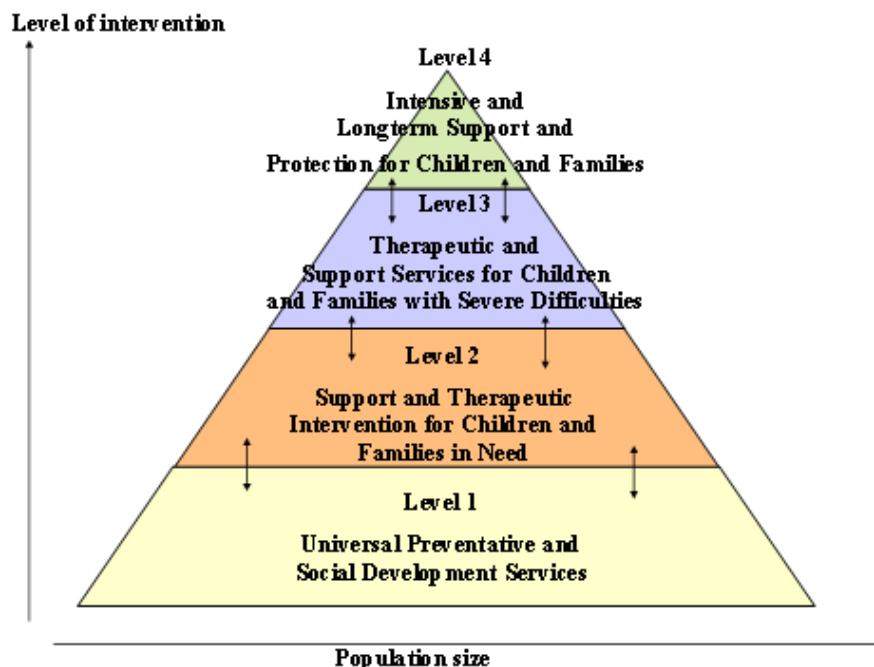 Level of intervention
Level 4
Intensive and
Longterm Support and
Protection for Children and Families
Level 3
Therapeutic and
Support Services for Children
and Families with Severe Difficulties
Level 2
Support and Therapeutic
Intervention for Children and
Families in Need
Level 1
Universal Preventative and
Social Development Services
Population size